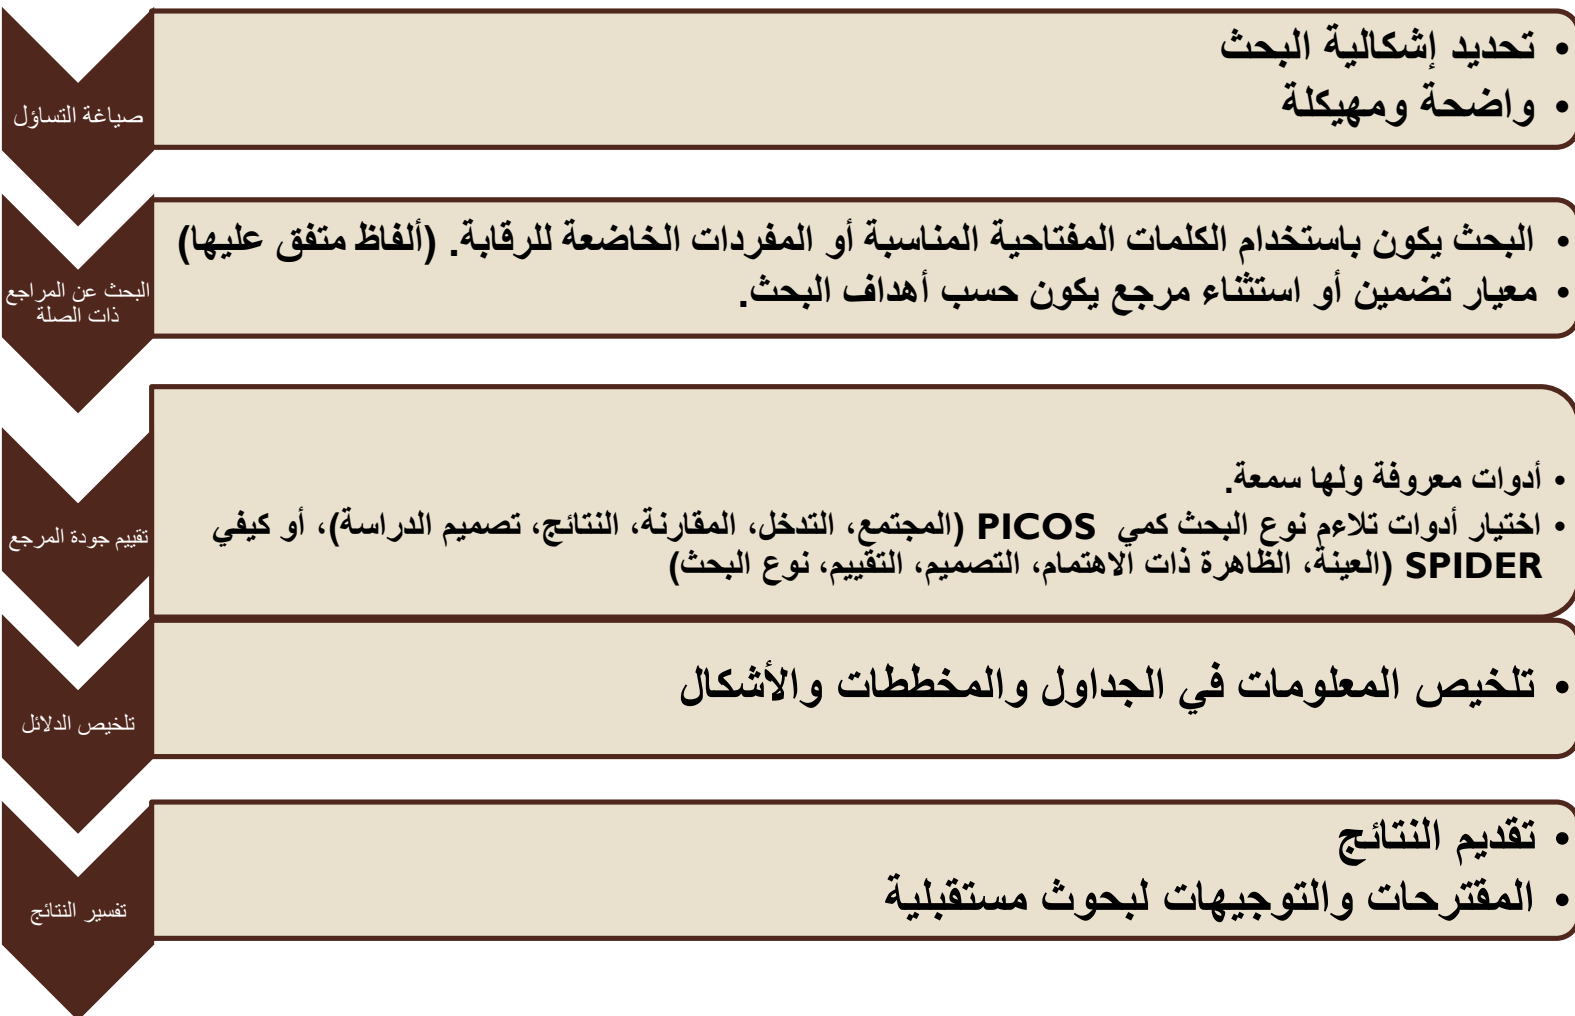 صياغة التساؤل
• تحديد إشكالية البحث
• واضحة ومهيكلة
البحث عن المراجع
ذات الصلة
• البحث يكون باستخدام الكلمات المفتاحية المناسبة أو المفردات الخاضعة للرقابة. (ألفاظ متفق عليها)
• معيار تضمين أو استثناء مرجع يكون حسب أهداف البحث.
تقييم جودة المرجع
• أدوات معروفة ولها سمعة.
• اختيار أدوات تلاءم نوع البحث كمي PICOS (المجتمع، التدخل، المقارنة، النتائج، تصميم الدراسة)، أو كيفي
SPIDER (العينة، الظاهرة ذات الاهتمام، التصميم، التقييم، نوع البحث)
تلخيص الدلائل
• تلخيص المعلومات في الجداول والمخططات والأشكال
تفسير النتائج
• تقديم النتائج
• المقترحات والتوجيهات لبحوث مستقبلية